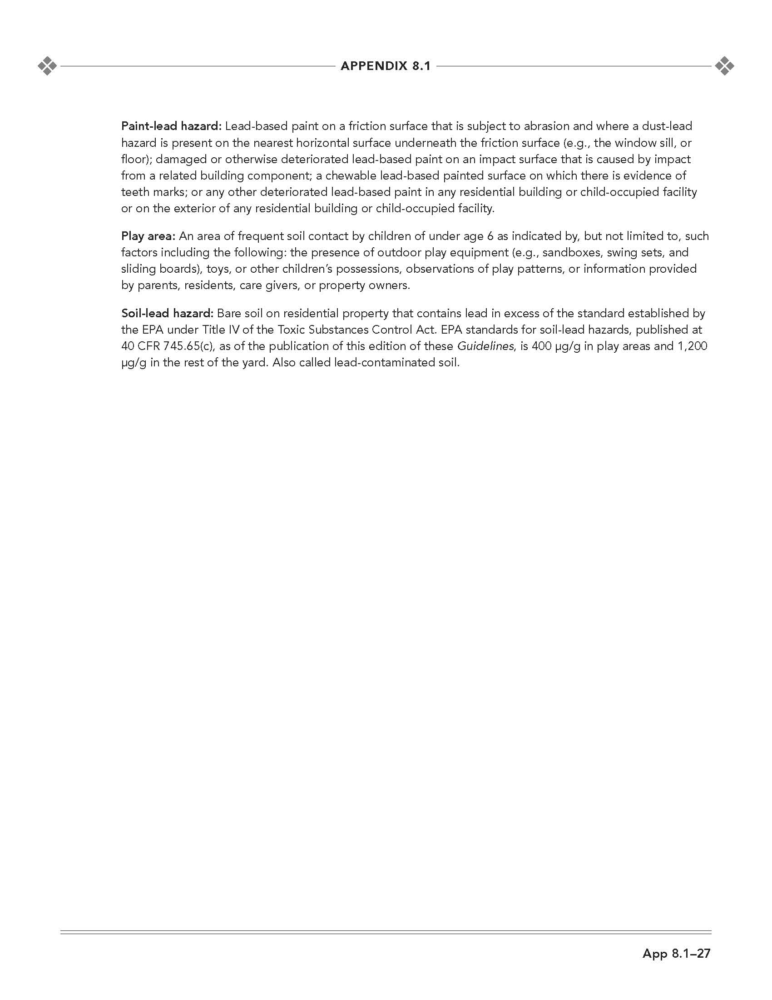 APPENDIX 8.1
Paint-lead hazard: Lead-based paint on a friction surface that is subject to abrasion and where a dust-lead
hazard is present on the nearest horizontal surface underneath the friction surface (e.g., the window sill, or
floor); damaged or otherwise deteriorated lead-based paint on an impact surface that is caused by impact
from a related building component; a chewable lead-based painted surface on which there is evidence of
teeth marks; or any other deteriorated lead-based paint in any residential building or child-occupied facility
or on the exterior of any residential building or child-occupied facility.
Play area: An area of frequent soil contact by children of under age 6 as indicated by, but not limited to, such
factors including the following: the presence of outdoor play equipment (e.g., sandboxes, swing sets, and
sliding boards), toys, or other children’s possessions, observations of play patterns, or information provided
by parents, residents, care givers, or property owners.
Soil-lead hazard: Bare soil on residential property that contains lead in excess of the standard established by
the EPA under Title IV of the Toxic Substances Control Act. EPA standards for soil-lead hazards, published at
40 CFR 745.65(c), as of the publication of this edition of these Guidelines, is 400 µg/g in play areas and 1,200
µg/g in the rest of the yard. Also called lead-contaminated soil.
App 8.1–27